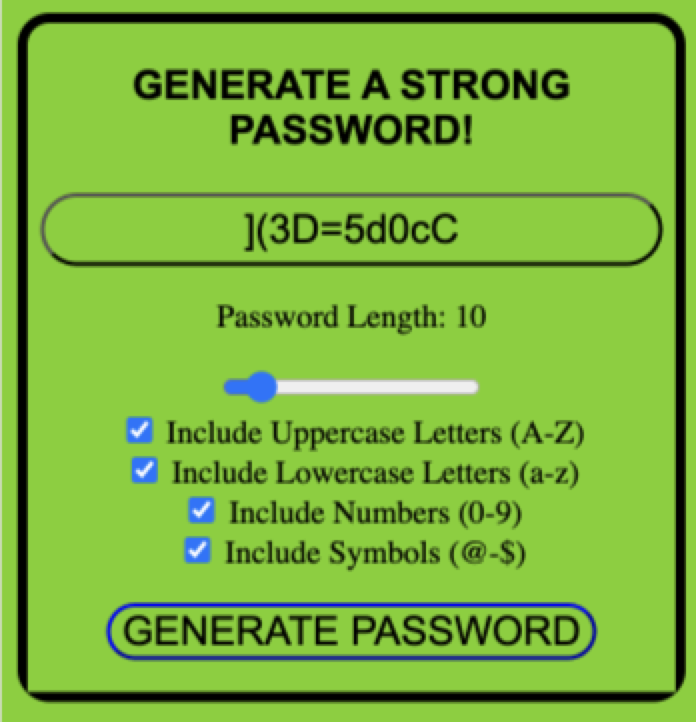 GENERATE A STRONG
PASSWORD!
](3D=5d0cC
Password Length: 10
Include Uppercase Letters (A-Z)
Include Lowercase Letters (a-z)
Include Numbers (0-9)
Include Symbols (@-$)
GENERATE PASSWORD